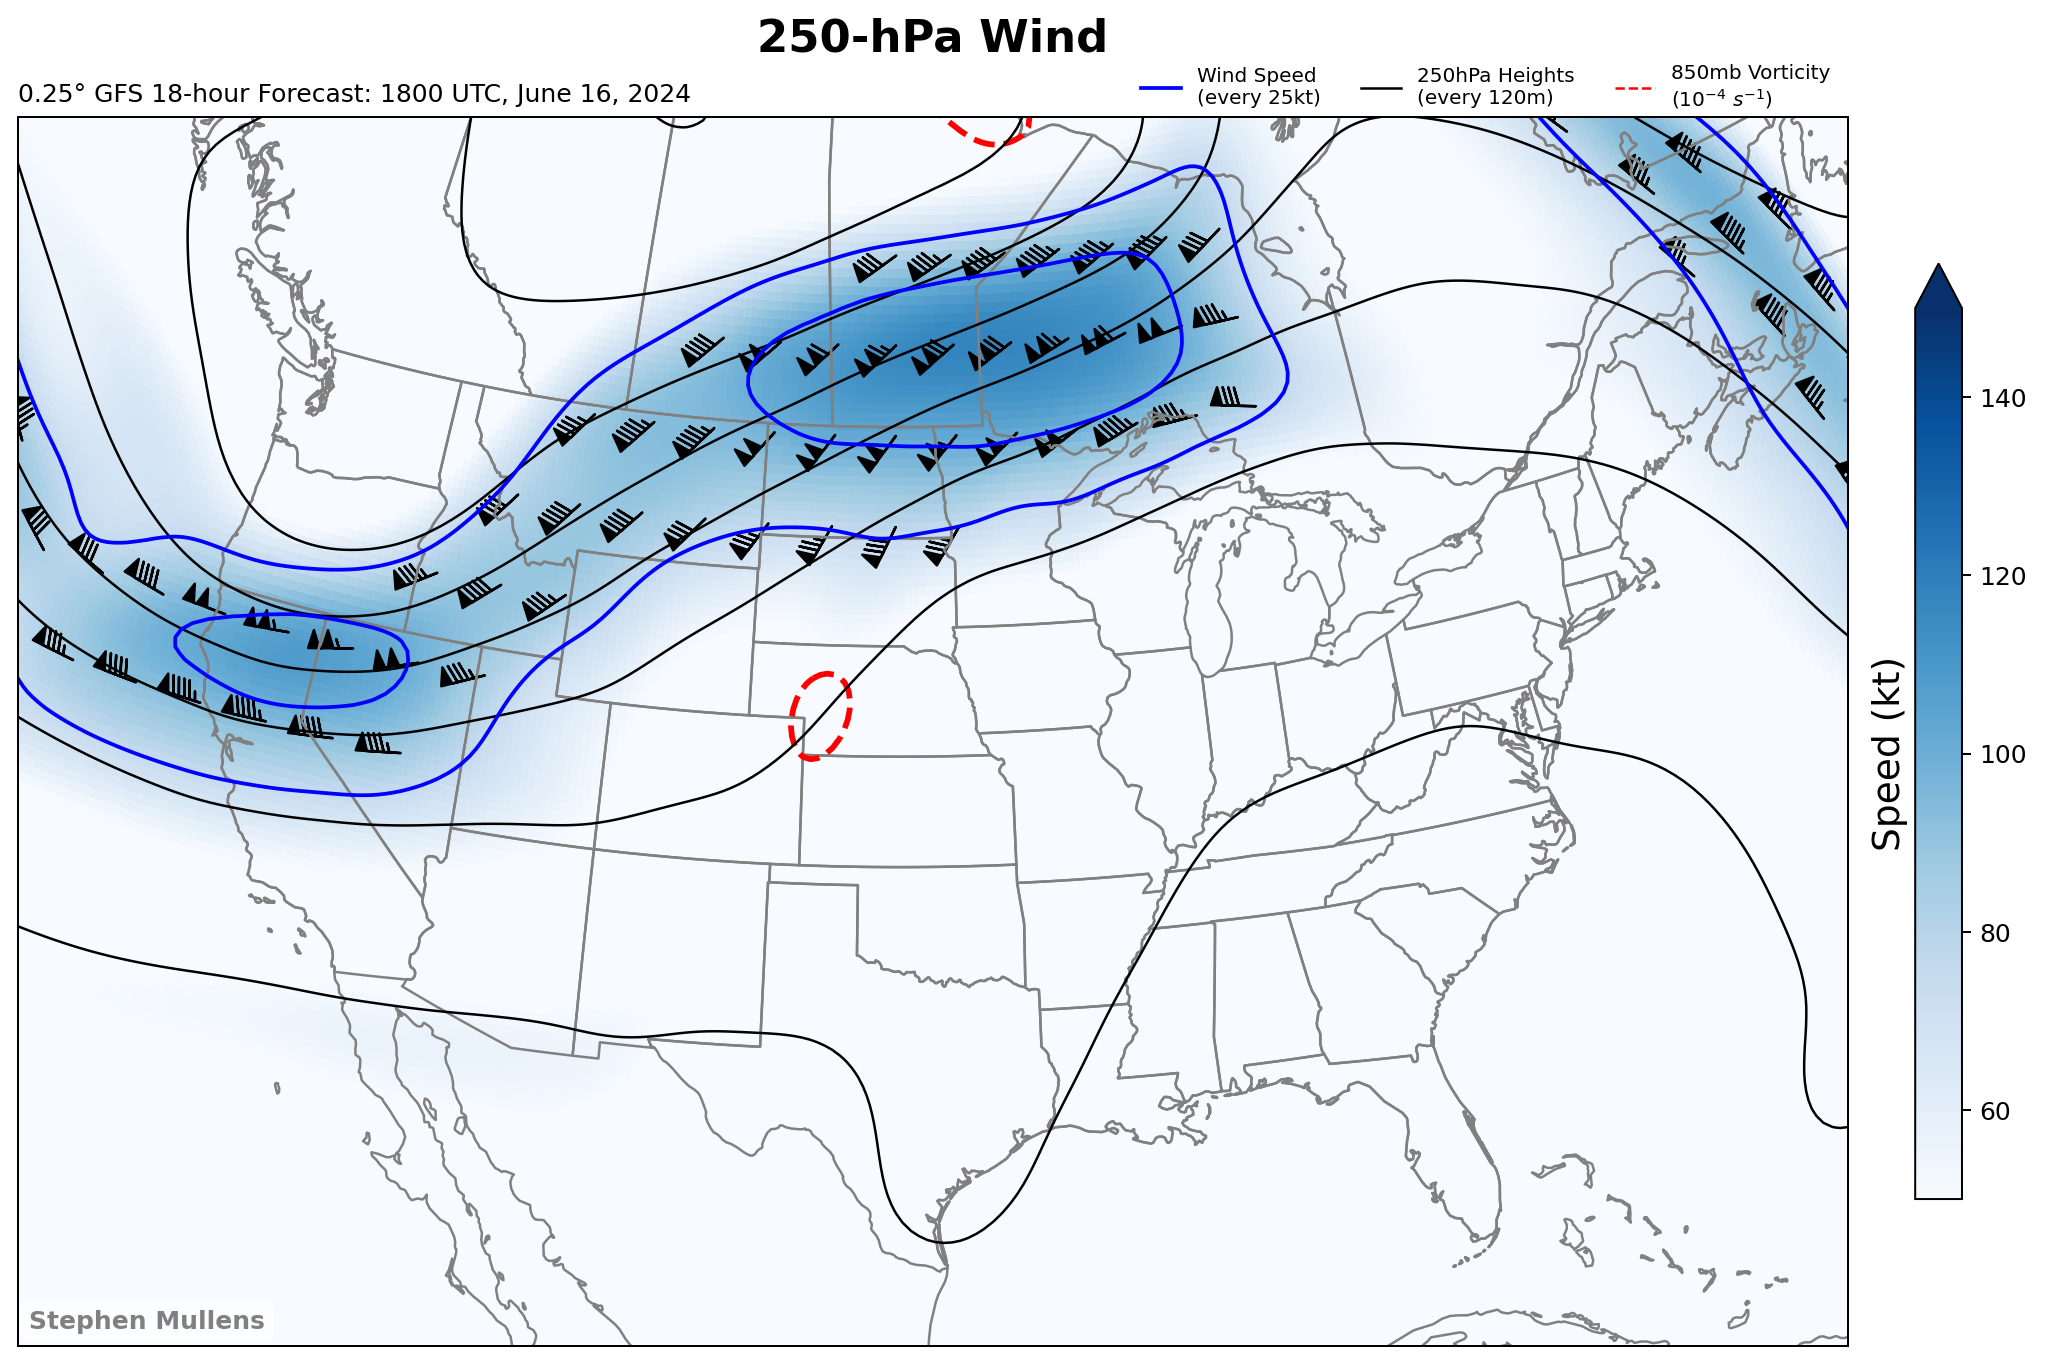 250-hPa Wind
0.25° GFS 18-hour Forecast: 1800 UTC, June 16, 2024
Wind Speed
(every 25kt)
250hPa Heights
(every 120m)
850mb Vorticity
(10⁻⁴ s⁻¹)
140
120
100
80
60
Speed (kt)
Stephen Mullens